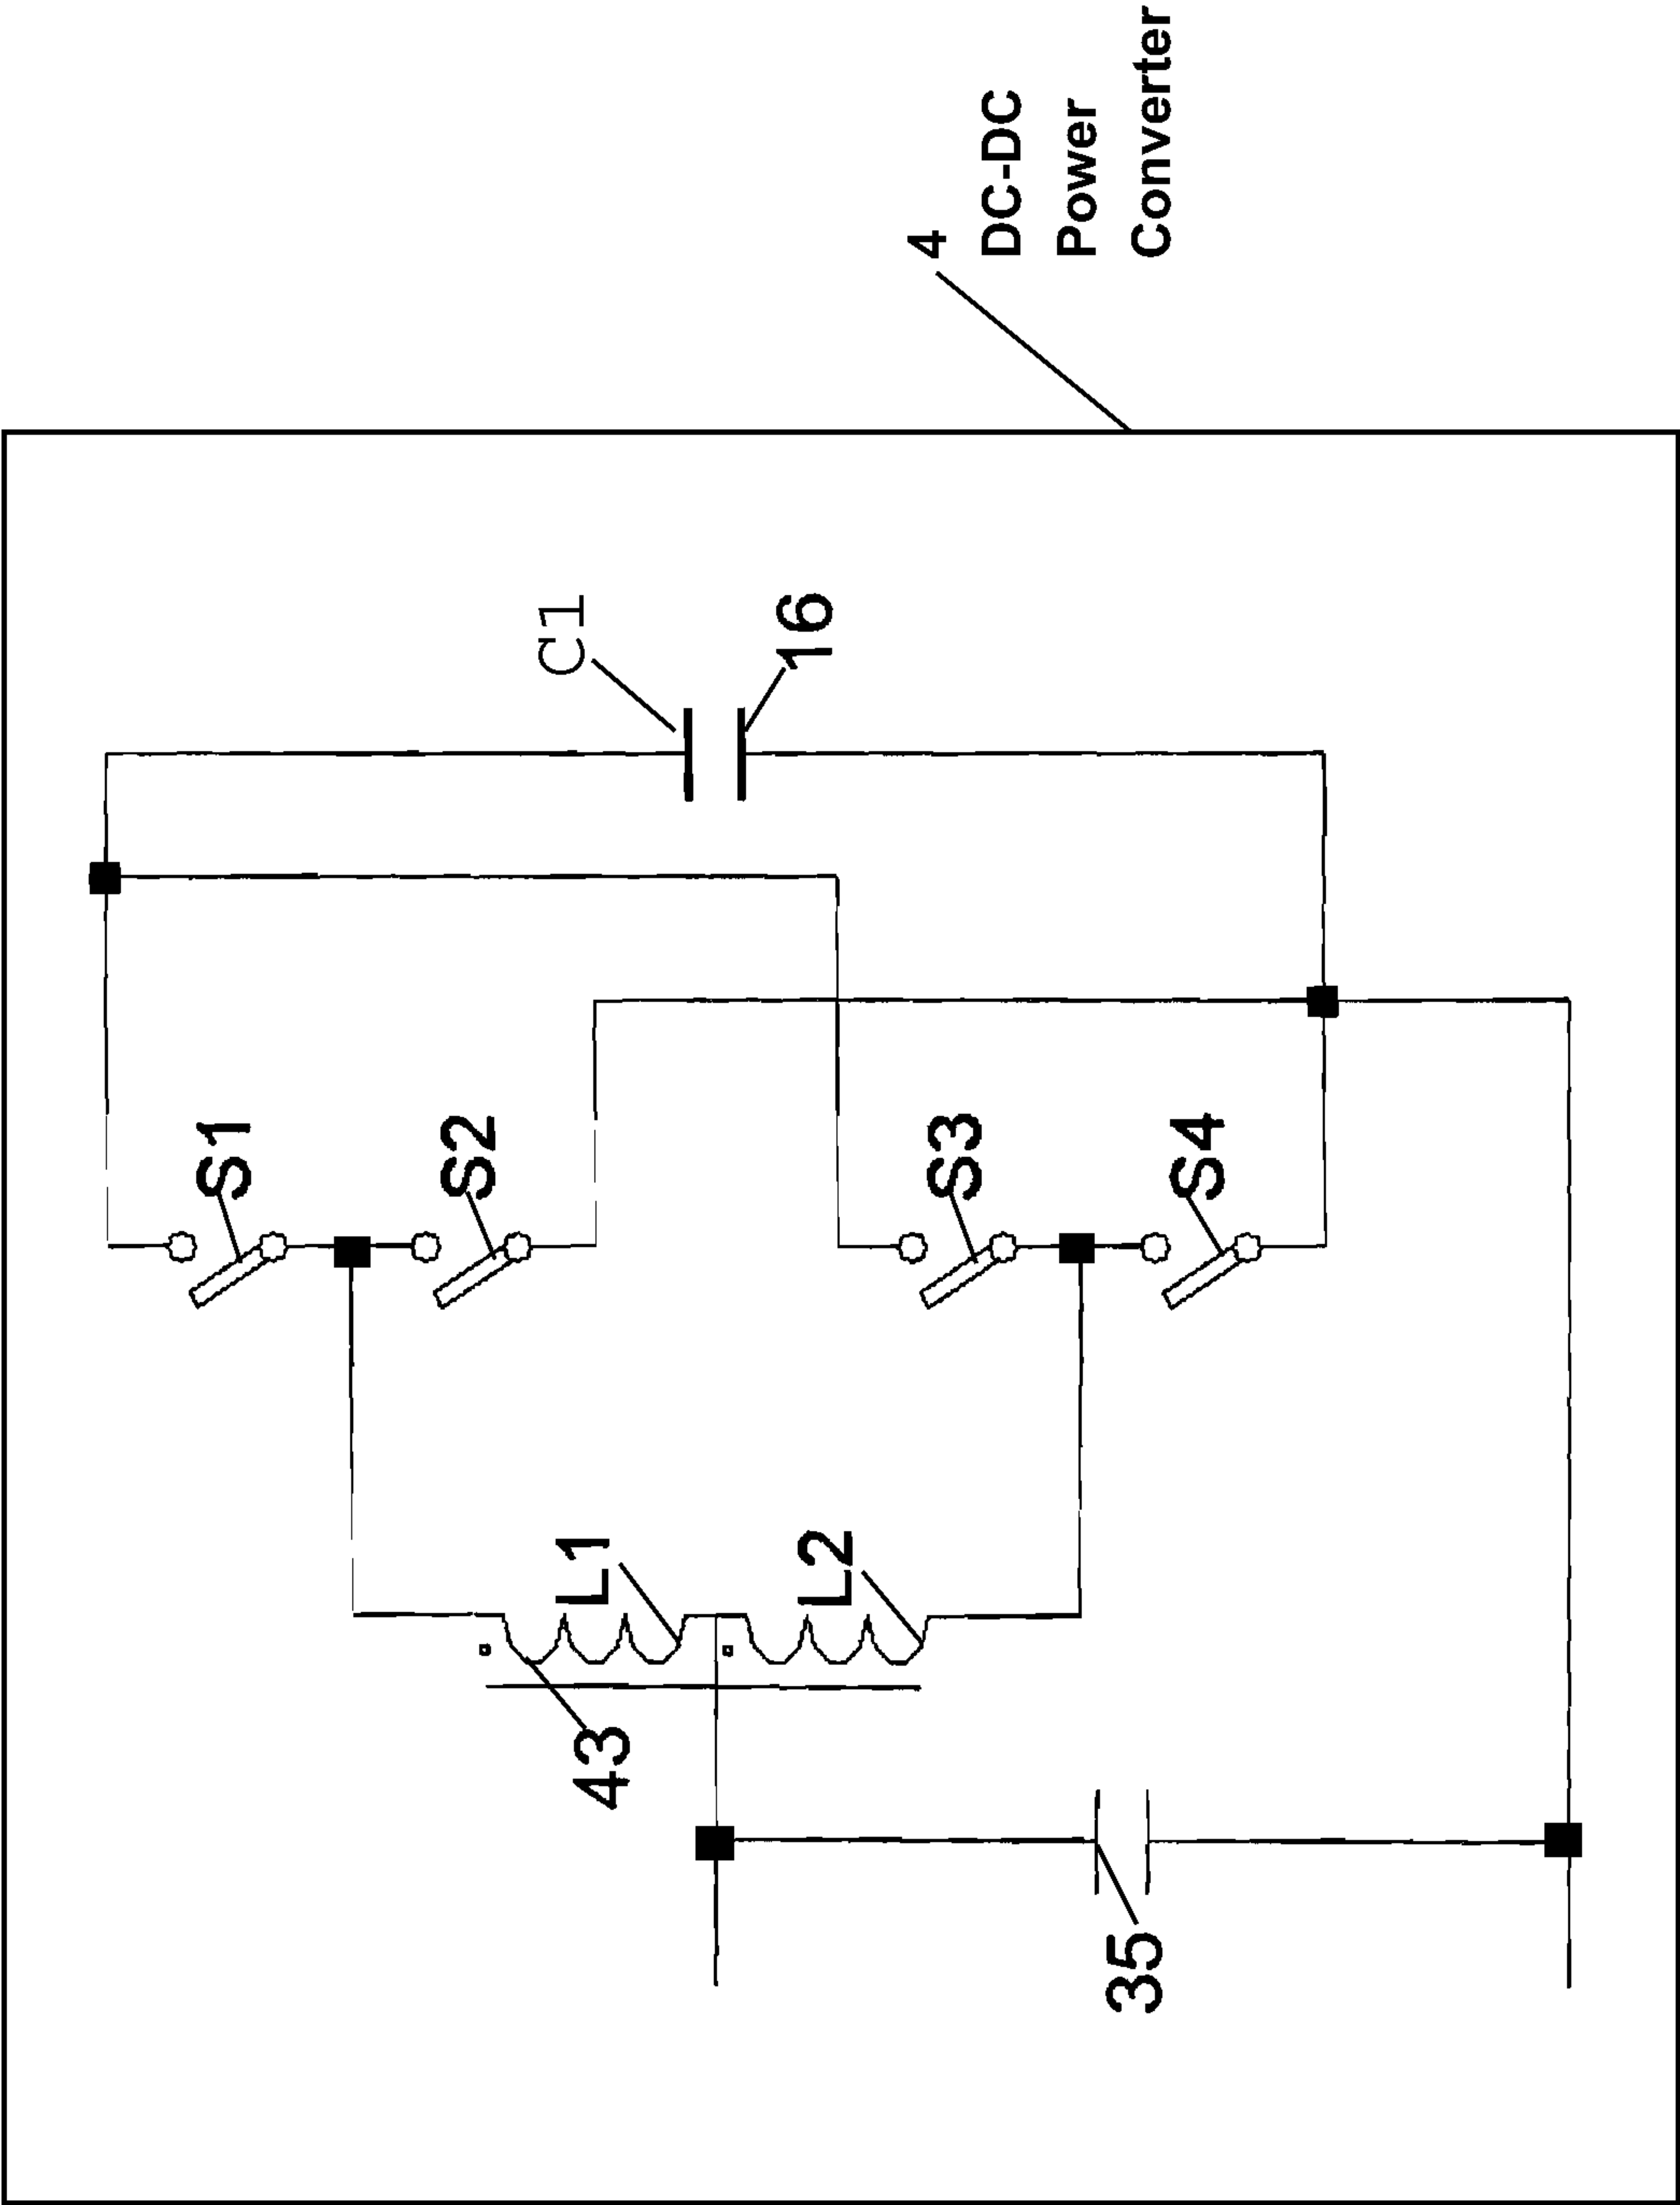 S1
S2
L1
C1
43
L2
16
S3
S4
35
4
DC-DC
Power
Converter